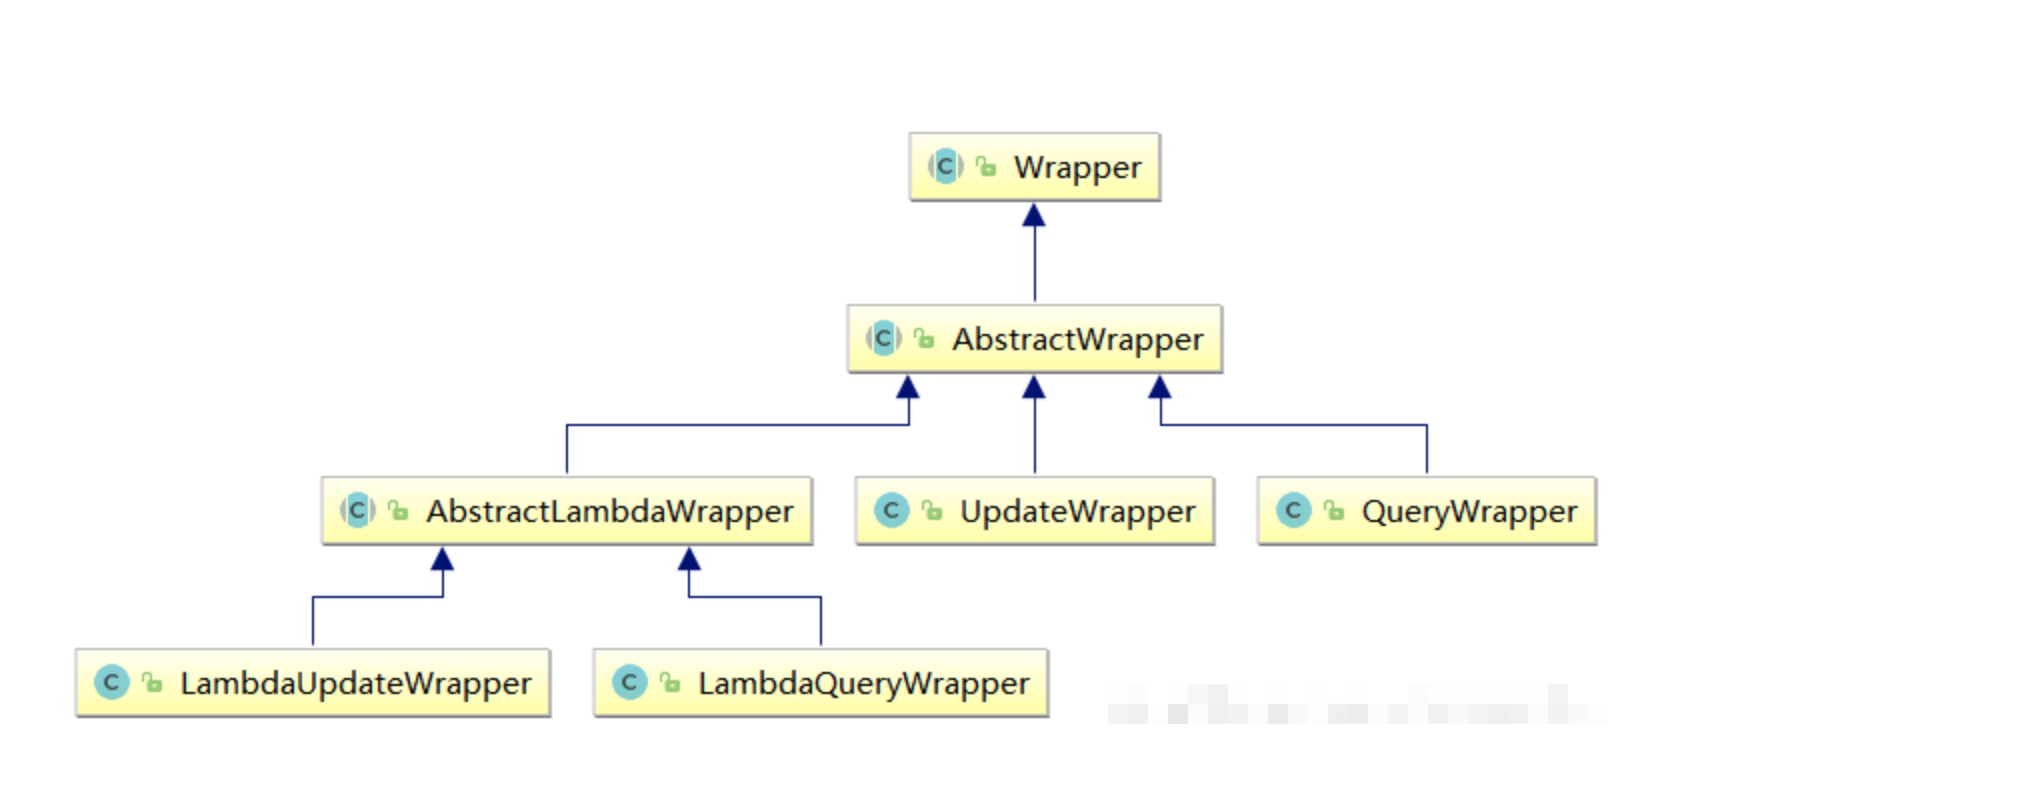 Wrapper
AbstractWrapper
AbstractLambdaWrapper
UpdateWrapper
QueryWrapper
LambdaUpdateWrapper
LambdaQueryWrapper